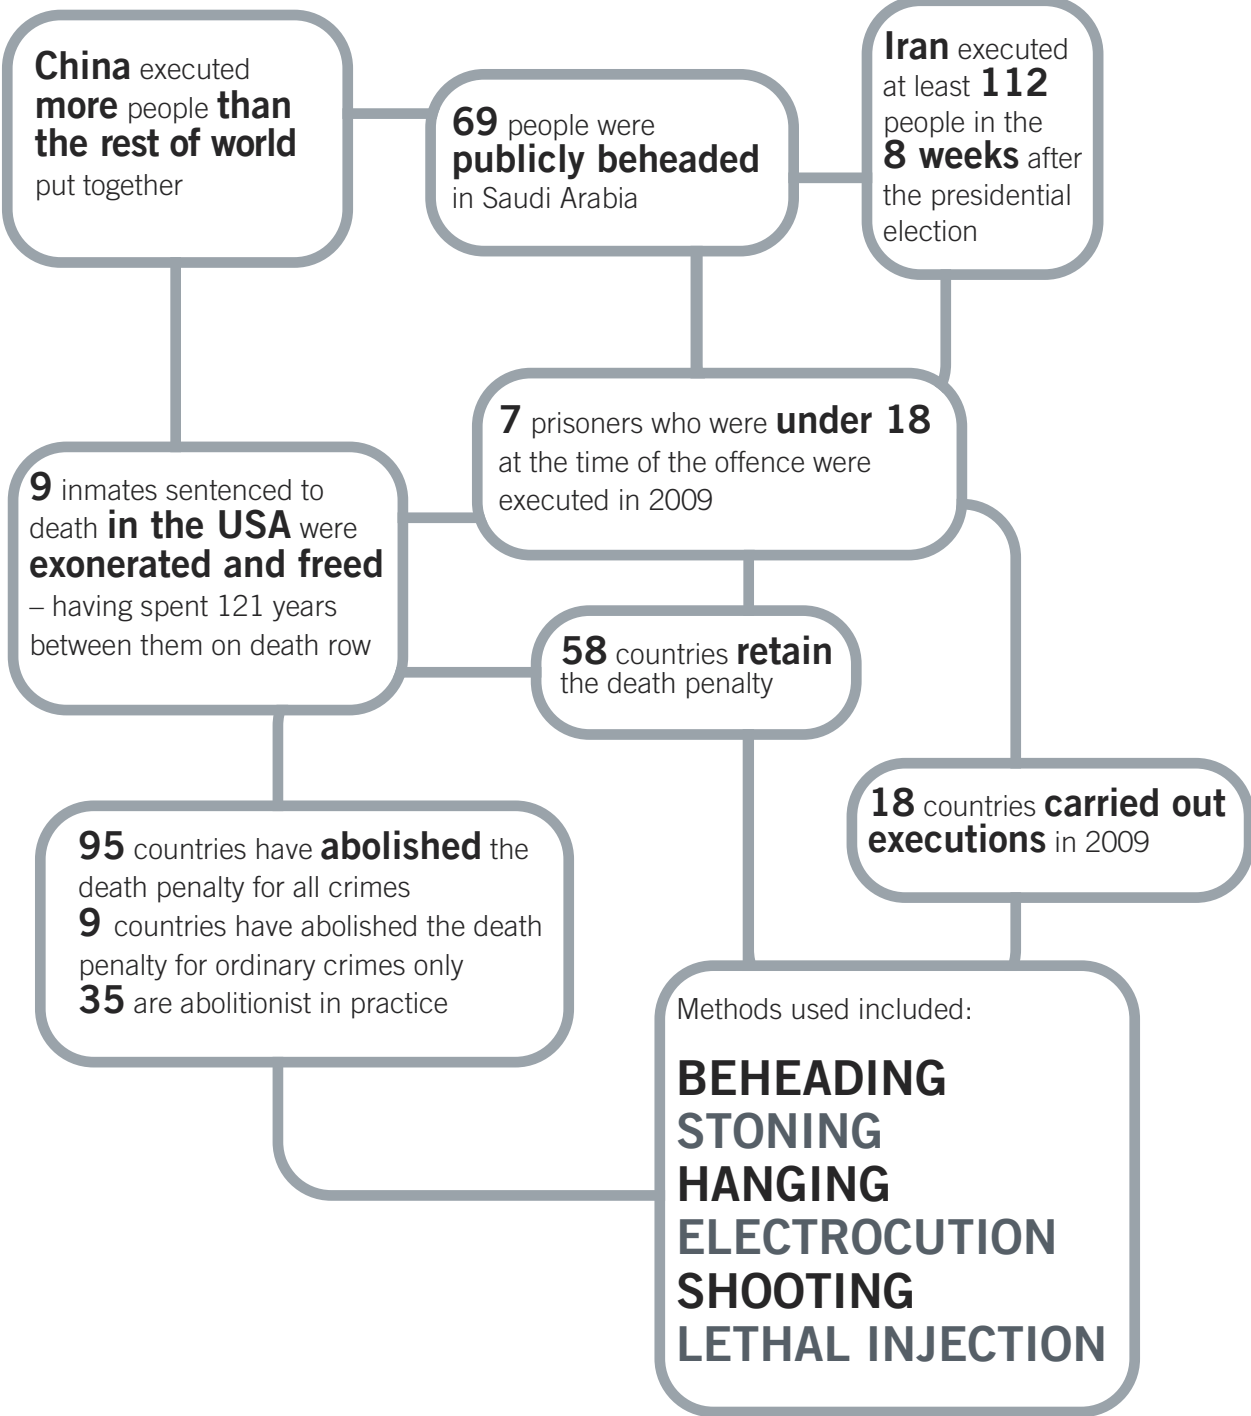 China executed
more people than
the rest of world
put together
69 people were
publicly beheaded
in Saudi Arabia
Iran executed
at least 112
people in the
8 weeks after
the presidential
election
7 prisoners who were under 18
at the time of the offence were
executed in 2009
9 inmates sentenced to
death in the USA were
exonerated and freed
– having spent 121 years
between them on death row
58 countries retain
the death penalty
18 countries carried out
executions in 2009
95 countries have abolished the
death penalty for all crimes
9 countries have abolished the death
penalty for ordinary crimes only
35 are abolitionist in practice
Methods used included:
BEHEADING
STONING
HANGING
ELECTROCUTION
SHOOTING
LETHAL INJECTION